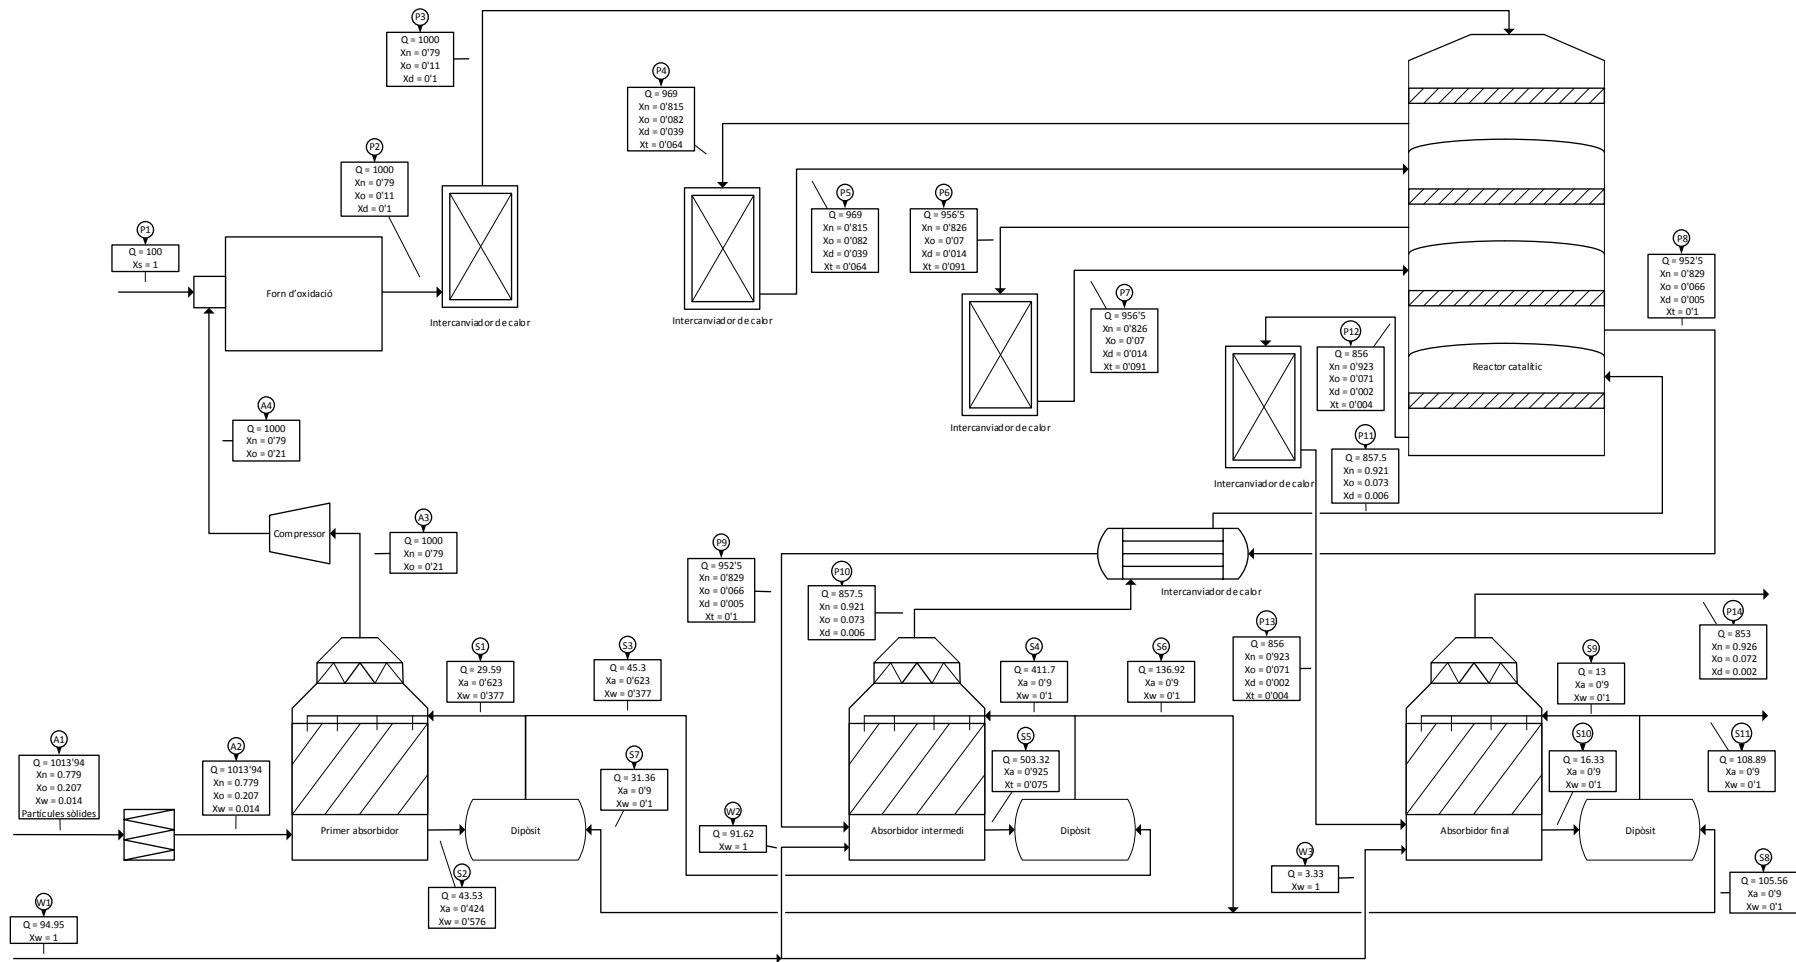 P3
Q = 1000
Xn = 0'79
Xo = 0'11
Xd = 0'1
P4
Q = 969
Xn = 0'815
Xo = 0'082
Xd = 0'039
Xt = 0'064
P2
Q = 1000
Xn = 0'79
Xo = 0'11
Xd = 0'1
P5
Q = 969
Xn = 0'815
Xo = 0'082
Xd = 0'039
Xt = 0'064
P6
Q = 956'5
Xn = 0'826
Xo = 0'07
Xd = 0'014
Xt = 0'091
P1
Q = 100
Xs = 1
P8
Q = 952'5
Xn = 0'829
Xo = 0'066
Xd = 0'005
Xt = 0'1
Forn d'oxidació
P7
Q = 956'5
Xn = 0'826
Xo = 0'07
Xd = 0'014
Xt = 0'091
Intercanviador de calor
Intercanviador de calor
P12
Q = 856
Xn = 0'923
Xo = 0'071
Xd = 0'002
Xt = 0'004
Reactor catalític
A4
Q = 1000
Xn = 0'79
Xo = 0'21
Intercanviador de calor
P11
Q = 857.5
Xn = 0.921
Xo = 0.073
Xd = 0.006
Intercanviador de calor
A3
Q = 1000
Xn = 0'79
Xo = 0'21
Compressor
P9
Q = 952'5
Xn = 0'829
Xo = 0'066
Xd = 0'005
Xt = 0'1
P10
Q = 857.5
Xn = 0.921
Xo = 0.073
Xd = 0.006
Intercanviador de calor
P13
Q = 856
Xn = 0'923
Xo = 0'071
Xd = 0'002
Xt = 0'004
P14
Q = 853
Xn = 0.926
Xo = 0.072
Xd = 0.002
S1
Q = 29.59
Xa = 0'623
Xw = 0'377
S3
Q = 45.3
Xa = 0'623
Xw = 0'377
S4
Q = 411.7
Xa = 0'9
Xw = 0'1
S6
Q = 136.92
Xa = 0'9
Xw = 0'1
S9
Q = 13
Xa = 0'9
Xw = 0'1
A1
Q = 1013'94
Xn = 0.779
Xo = 0.207
Xw = 0.014
Partícules sòlides
A2
Q = 1013'94
Xn = 0.779
Xo = 0.207
Xw = 0.014
S7
Q = 31.36
Xa = 0'9
Xw = 0'1
S5
Q = 503.32
Xa = 0'925
Xt = 0'075
S10
Q = 16.33
Xa = 0'9
Xw = 0'1
S11
Q = 108.89
Xa = 0'9
Xw = 0'1
W2
Q = 91.62
Xw = 1
Primer absorbidor
Dipòsit
Absorbidor intermedi
Dipòsit
Absorbidor final
Dipòsit
S2
Q = 43.53
Xa = 0'424
Xw = 0'576
W3
Q = 3.33
Xw = 1
S8
Q = 105.56
Xa = 0'9
Xw = 0'1
W1
Q = 94.95
Xw = 1